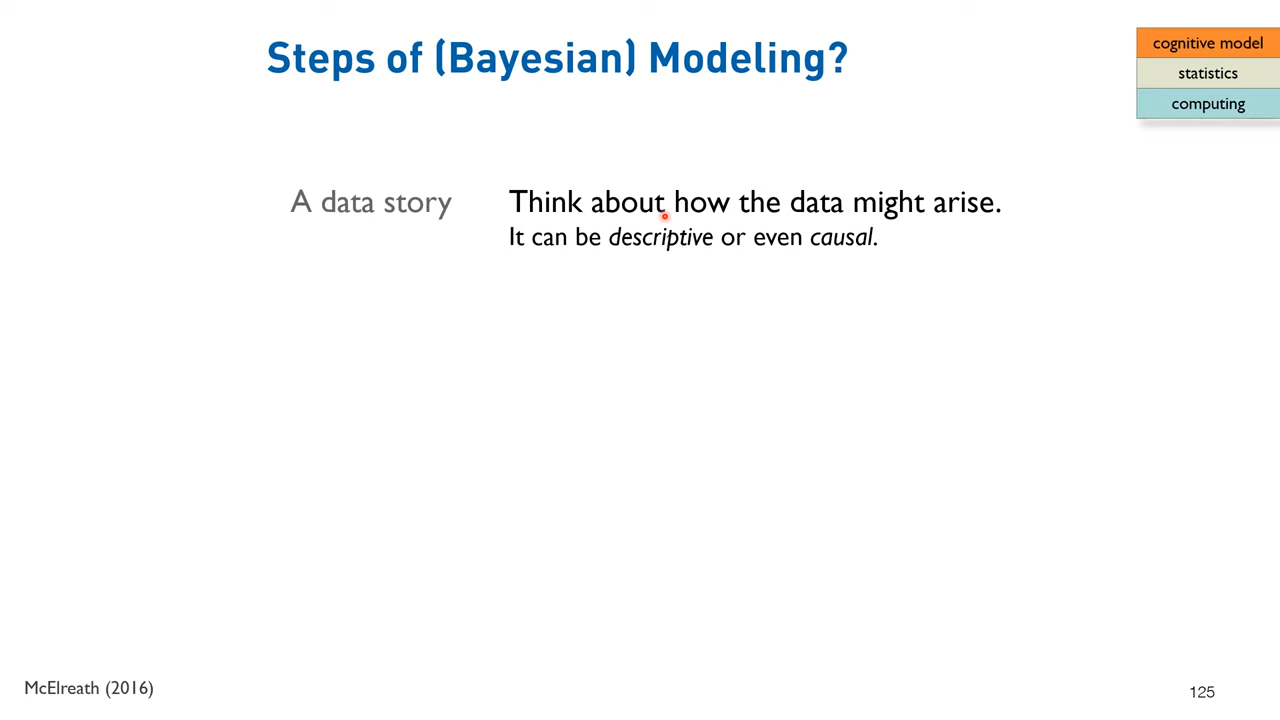 Steps of (Bayesian) Modeling?
cognitive model
statistics
computing
A data story
Think about how the data might arise.
It can be descriptive or even causal.
McElreath (2016)
125